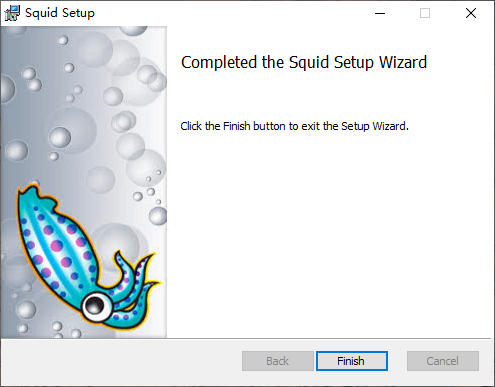 Squid Setup
Completed the Squid Setup Wizard
Click the Finish button to exit the Setup Wizard.
Back
Finish
Cancel